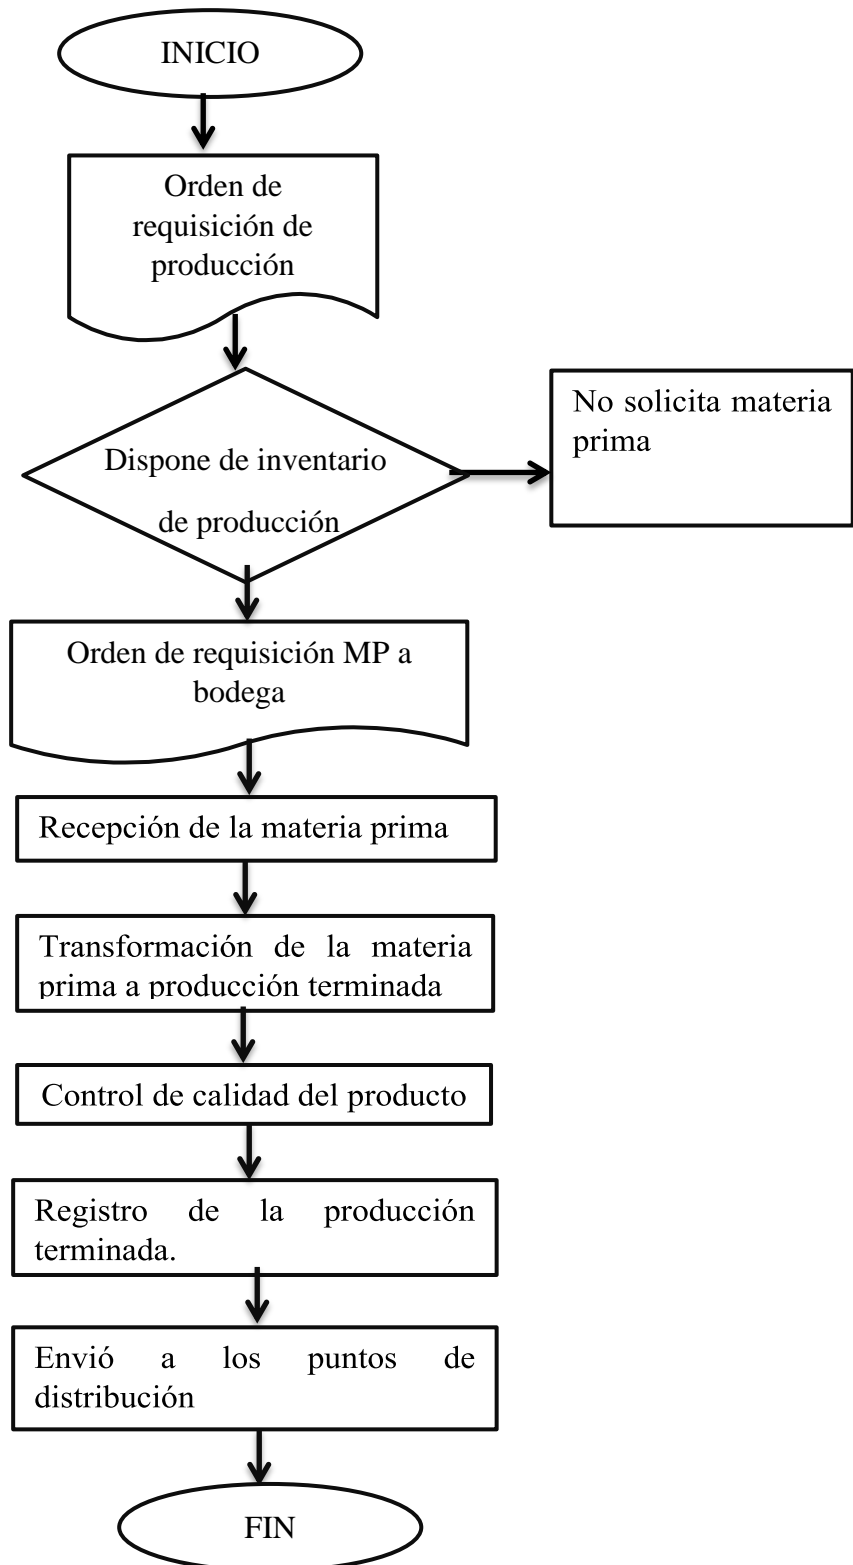 INICIO
Orden de
requisición de
producción
No solicita materia
prima
Dispone de inventario
de producción
Orden de requisición MP a
bodega
Recepción de la materia prima
Transformación de la materia
prima a producción terminada
Control de calidad del producto
Registro de la producción
terminada.
Envió a los puntos de
distribución
FIN